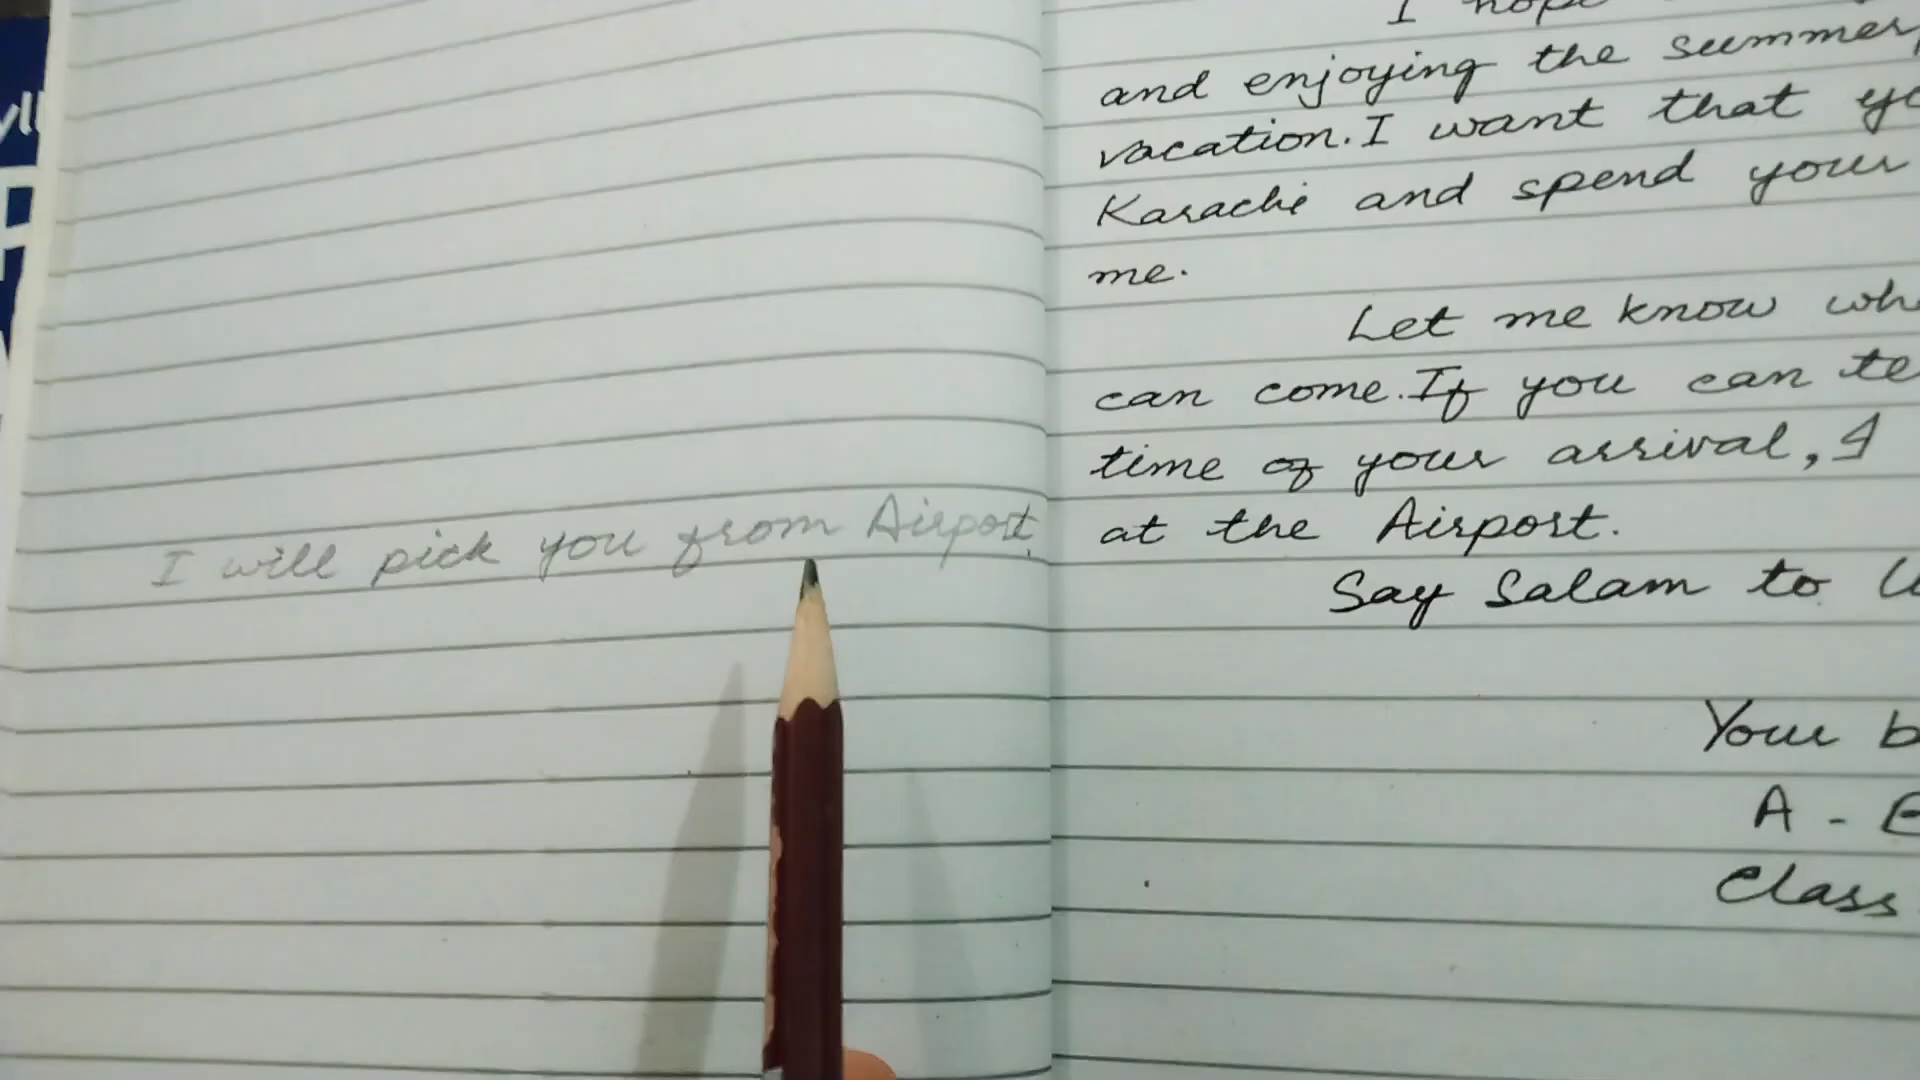 I will pick you from Airport.
I hope
and enjoying the summer
vacation. I want that
Karachi and spend your
me.
Let me know
can come. If you can
time of your arrival, I
at the Airport.
Say Salam to
Your
A -
Class